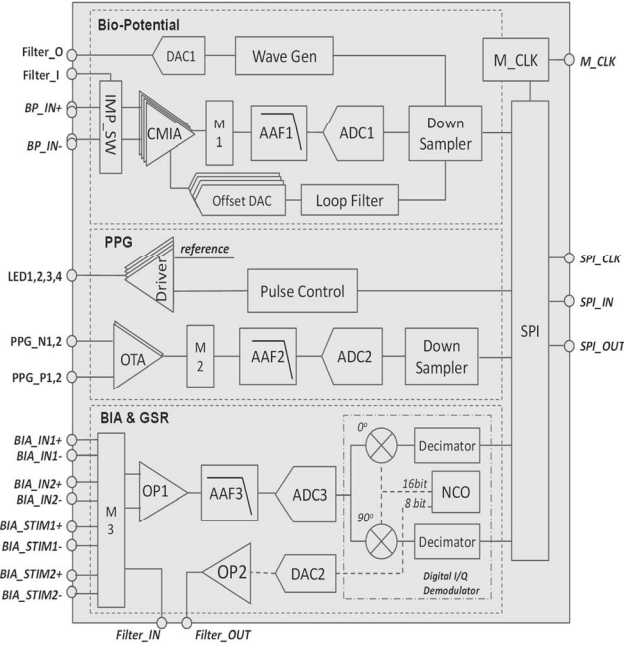 Bio-Potential
Filter_O
DAC1
Wave Gen
M_CLK
M_CLK
Filter_I
IMP_SW
BP_IN+
CMIA
M
1
AAF1
ADC1
Down
Sampler
BP_IN-
Offset DAC
Loop Filter
PPG
reference
SPI_CLK
LED1,2,3,4
Driver
Pulse Control
SPI_IN
SPI
PPG_N1,2
OTA
M
2
AAF2
ADC2
Down
Sampler
SPI_OUT
PPG_P1,2
BIA & GSR
BIA_IN1+
BIA_IN1-
0°
Decimator
BIA_IN2+
BIA_IN2-
OP1
AAF3
ADC3
16bit
8 bit
NCO
M
3
BIA_STIM1+
BIA_STIM1-
90°
Decimator
BIA_STIM2+
BIA_STIM2-
OP2
DAC2
Digital I/Q
Demodulator
Filter_IN
Filter_OUT